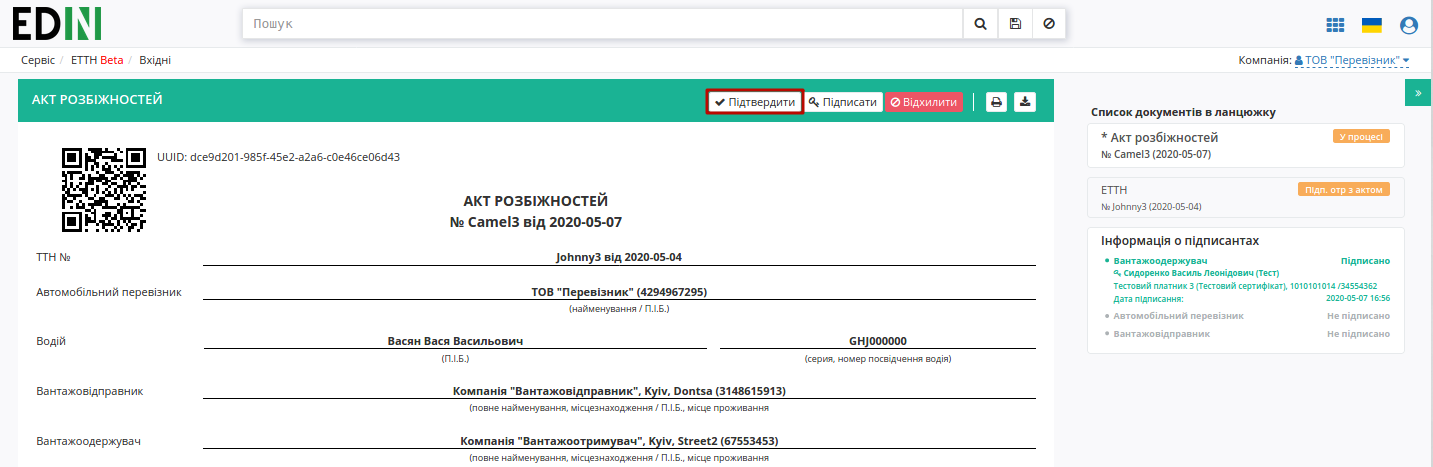 EDIN
Пошук
Сервіс / ЕТТН Beta / Вхідні
Компанія: ТОВ "Перевізник"
АКТ РОЗБІЖНОСТЕЙ
Підтвердити Підписати Відхилити
»
UUID: dce9d201-985f-45e2-a2a6-c0e46ce06d43
АКТ РОЗБІЖНОСТЕЙ
№ Camel3 від 2020-05-07
ТТН № Johnny3 від 2020-05-04
Автомобільний перевізник ТОВ "Перевізник" (4294967295)
(найменування / П.І.Б.)
Водій Васян Вася Васильович GHJ000000
(П.І.Б.) (серия, номер посвідчення водія)
Вантажовідправник Компанія "Вантажовідправник", Kyiv, Dontsa (3148615913)
(повне найменування, місцезнаходження / П.І.Б., місце проживання
Вантажоодержувач Компанія "Вантажоотримувач", Kyiv, Street2 (67553453)
(повне найменування, місцезнаходження / П.І.Б., місце проживання
Список документів в ланцюжку
* Акт розбіжностей У процесі
№ Camel3 (2020-05-07)
ЕТТН Підп. отр з актом
№ Johnny3 (2020-05-04)
Інформація о підписантах
Вантажоодержувач Підписано
Сидоренко Василь Леонідович (Тест)
Тестовий платник 3 (Тестовий сертифікат), 1010101014 /34554362
Дата підписання: 2020-05-07 16:56
Автомобільний перевізник Не підписано
Вантажовідправник Не підписано